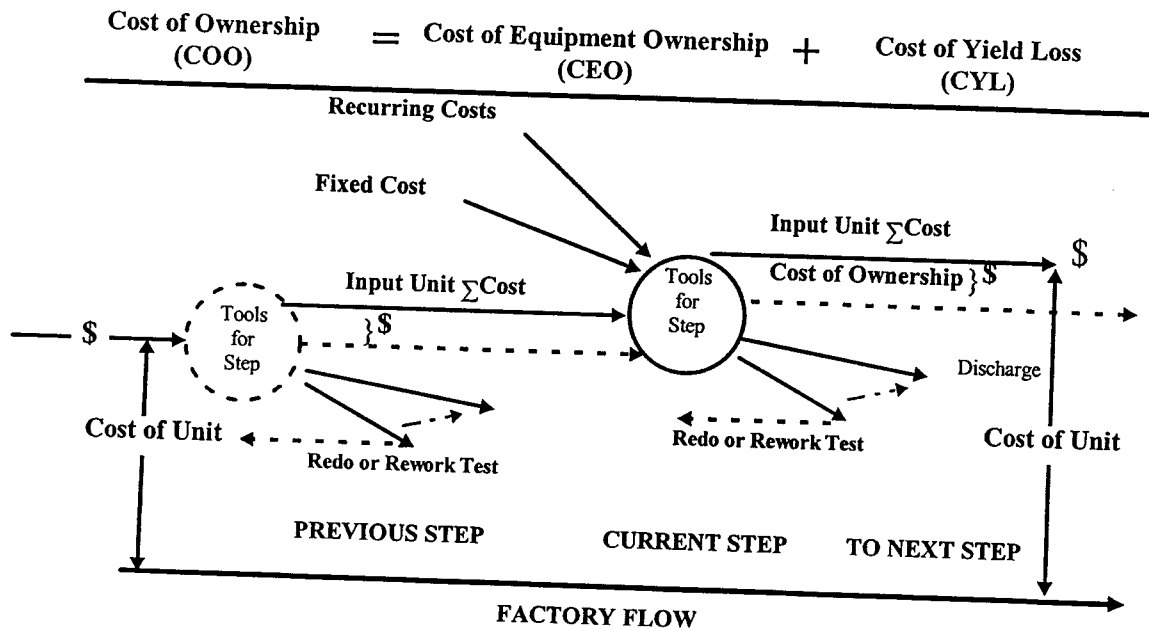 Cost of Ownership = Cost of Equipment Ownership + Cost of Yield Loss
(COO) (CEO) (CYL)
Recurring Costs
Fixed Cost
Input Unit ∑Cost
$
Cost of Ownership } $
Tools
for
Step
Input Unit ∑Cost
} $
$
Tools
for
Step
Discharge
Cost of Unit
Redo or Rework Test
Redo or Rework Test
Cost of Unit
PREVIOUS STEP
CURRENT STEP
TO NEXT STEP
FACTORY FLOW